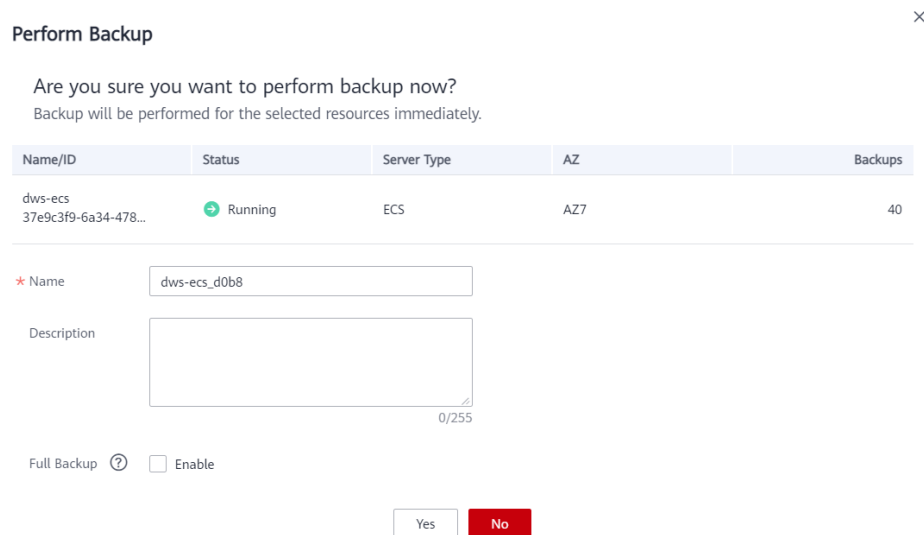 Perform Backup
Are you sure you want to perform backup now?
Backup will be performed for the selected resources immediately.
Name/ID Status Server Type AZ Backups
dws-ecs
37e9c3f9-6a34-478...
Running ECS AZ7 40
* Name dws-ecs_d0b8
Description
0/255
Full Backup ? Enable
Yes No